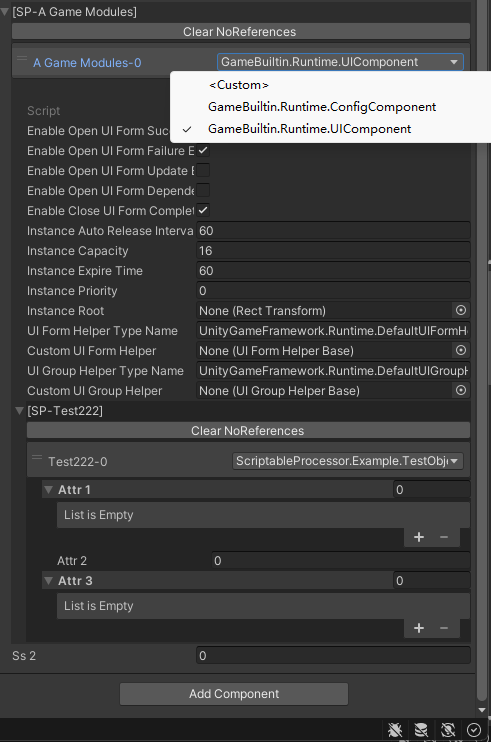 [SP-A Game Modules]
Clear NoReferences
A Game Modules-0 GameBuiltin.Runtime.UIComponent
<Custom>
GameBuiltin.Runtime.ConfigComponent
✓ GameBuiltin.Runtime.UIComponent
Script
Enable Open UI Form Suc
Enable Open UI Form Failure E
Enable Open UI Form Update
Enable Open UI Form Depende
Enable Close UI Form Complet
Instance Auto Release Interva 60
Instance Capacity 16
Instance Expire Time 60
Instance Priority 0
Instance Root None (Rect Transform)
UI Form Helper Type Name UnityGameFramework.Runtime.DefaultUIFormH
Custom UI Form Helper None (UI Form Helper Base)
UI Group Helper Type Name UnityGameFramework.Runtime.DefaultUIGroup
Custom UI Group Helper None (UI Group Helper Base)
[SP-Test222]
Clear NoReferences
Test222-0 ScriptableProcessor.Example.TestObj
Attr 1 0
List is Empty
+ −
Attr 2 0
Attr 3 0
List is Empty
+ −
Ss 2 0
Add Component